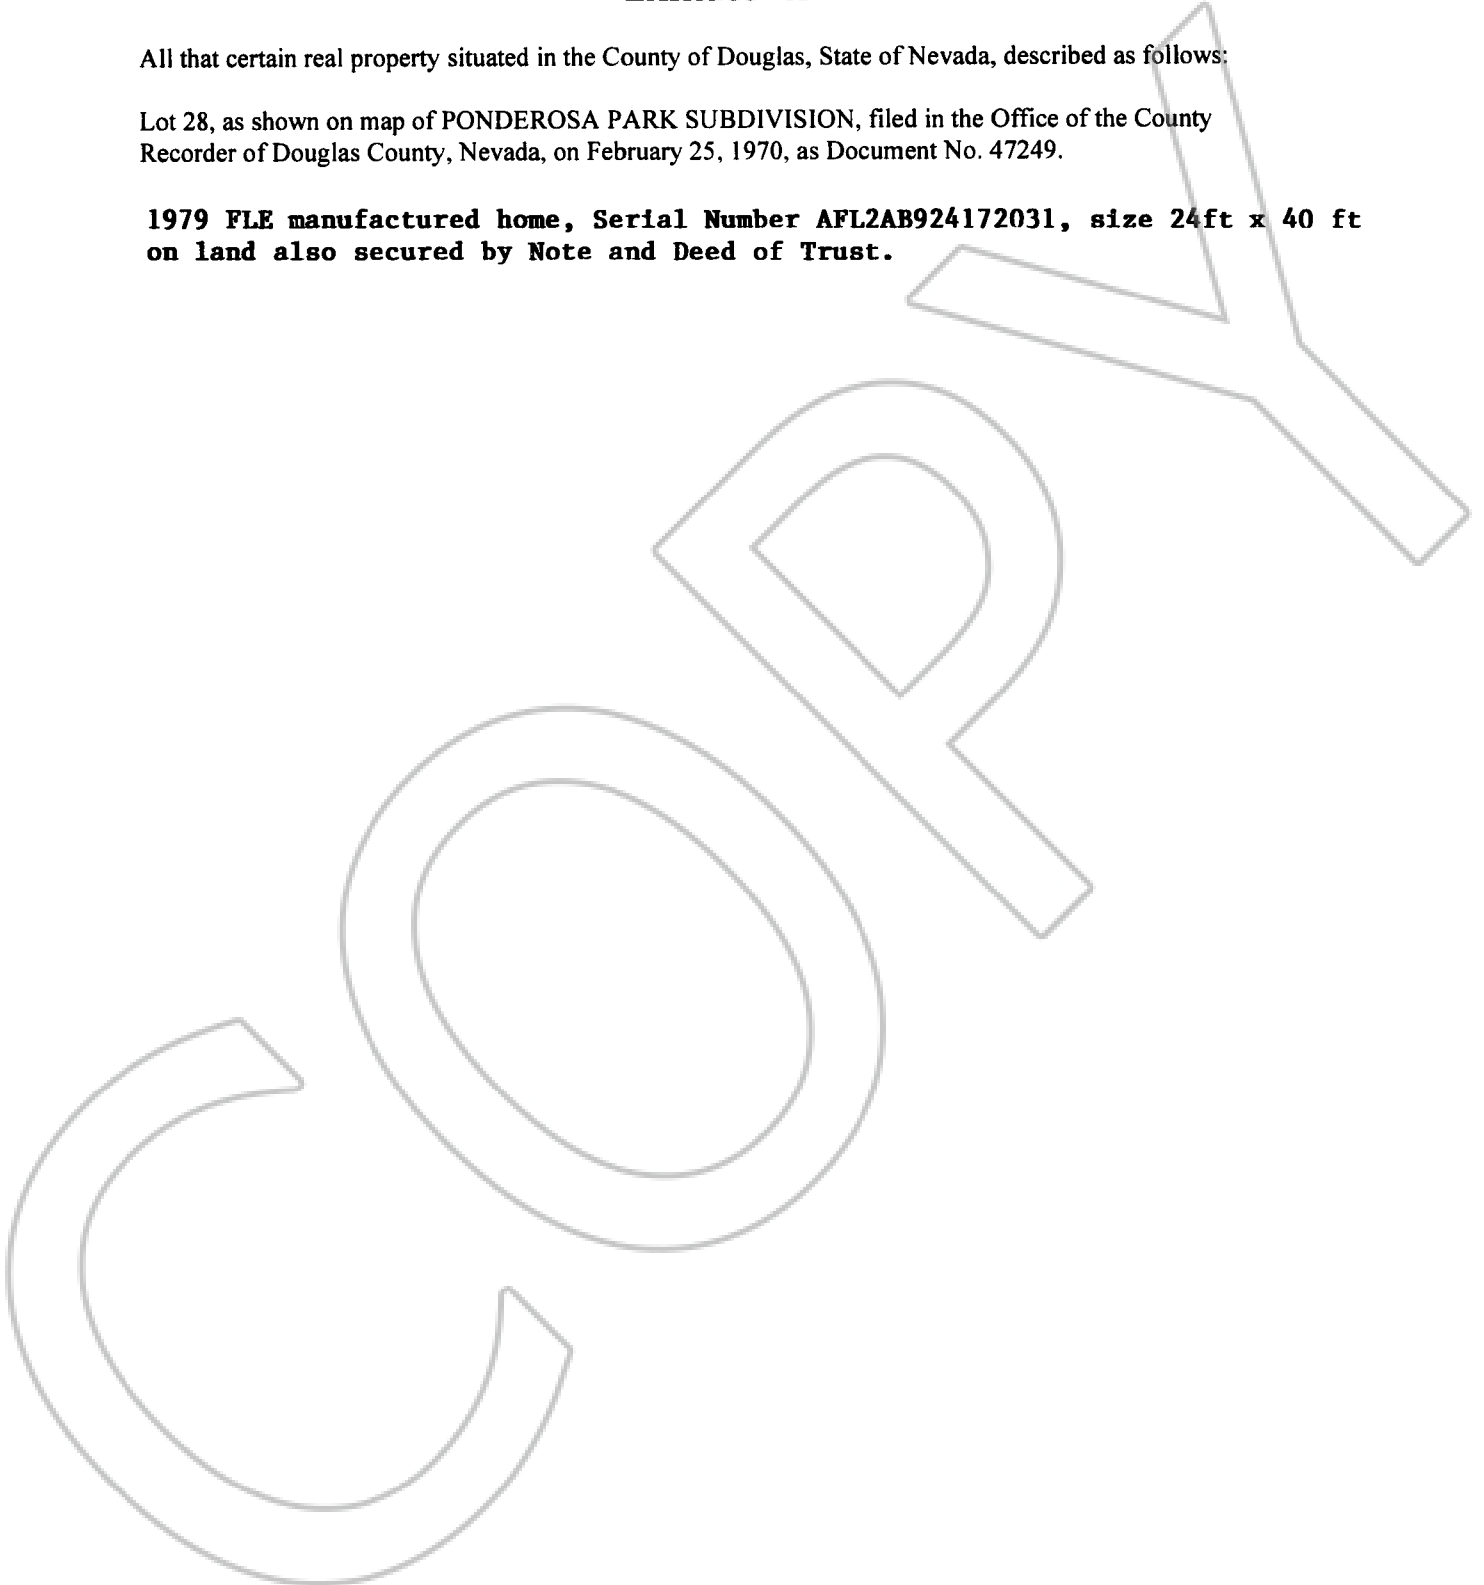 All that certain real property situated in the County of Douglas, State of Nevada, described as follows:
Lot 28, as shown on map of PONDEROSA PARK SUBDIVISION, filed in the Office of the County
Recorder of Douglas County, Nevada, on February 25, 1970, as Document No. 47249.
1979 FLE manufactured home, Serial Number AFL2AB924172031, size 24ft x 40 ft
on land also secured by Note and Deed of Trust.
COPY